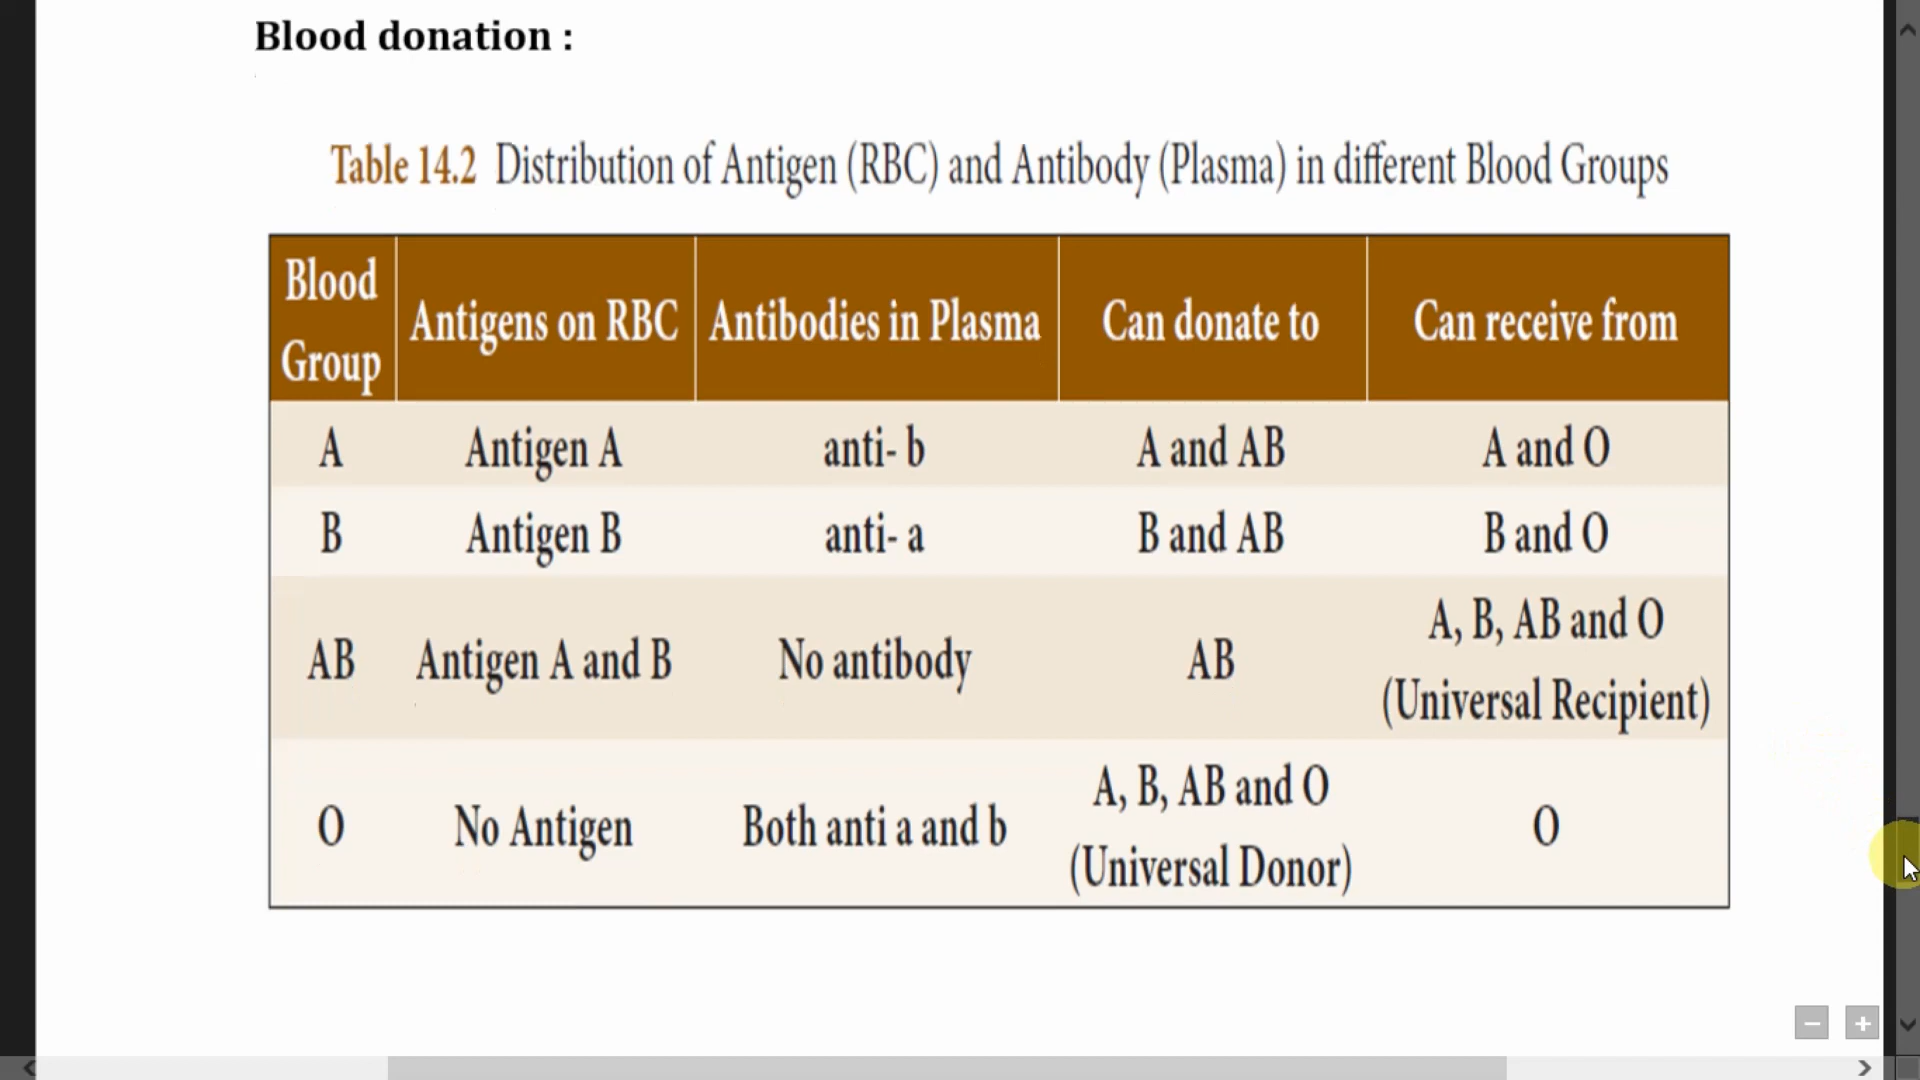 Blood donation :
Table 14.2 Distribution of Antigen (RBC) and Antibody (Plasma) in different Blood Groups
Blood Group Antigens on RBC Antibodies in Plasma Can donate to Can receive from
A Antigen A anti- b A and AB A and O
B Antigen B anti- a B and AB B and O
AB Antigen A and B No antibody AB A, B, AB and O (Universal Recipient)
O No Antigen Both anti a and b A, B, AB and O (Universal Donor) O